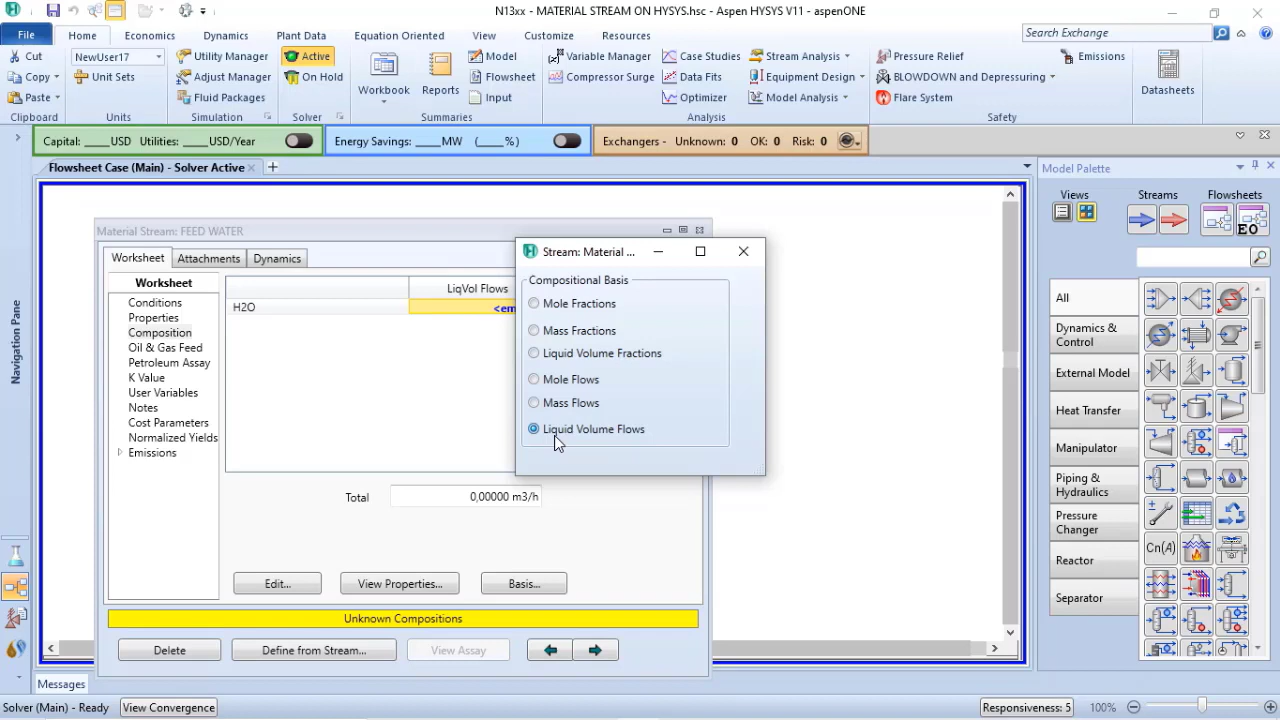 N13xx - MATERIAL STREAM ON HYSYS.hsc - Aspen HYSYS V11 - aspenONE
File Home Economics Dynamics Plant Data Equation Oriented View Customize Resources Search Exchange
Cut NewUser17 Utility Manager Active Model Variable Manager Case Studies Stream Analysis Pressure Relief Emissions
Copy Unit Sets Adjust Manager On Hold Flowsheet Compressor Surge Data Fits Equipment Design BLOWDOWN and Depressuring
Workbook Reports Datasheets
Paste Fluid Packages Input Optimizer Model Analysis Flare System
Clipboard Units Simulation Solver Summaries Analysis Safety
Capital: ____USD Utilities: ____USD/Year Energy Savings: ____MW (____%) Exchangers - Unknown: 0 OK: 0 Risk: 0
Flowsheet Case (Main) - Solver Active
Navigation Pane
Material Stream: FEED WATER
Worksheet Attachments Dynamics
Worksheet
Conditions
Properties
Composition
Oil & Gas Feed
Petroleum Assay
K Value
User Variables
Notes
Cost Parameters
Normalized Yields
Emissions
LiqVol Flows
H2O <em
Total 0,00000 m3/h
Edit... View Properties... Basis...
Unknown Compositions
Delete Define from Stream... View Assay
Stream: Material ...
Compositional Basis
Mole Fractions
Mass Fractions
Liquid Volume Fractions
Mole Flows
Mass Flows
Liquid Volume Flows
Model Palette
Views Streams Flowsheets
EO
All
Dynamics & Control
External Model
Heat Transfer
Manipulator
Piping & Hydraulics
Pressure Changer
Reactor
Separator
Cn(A)
Messages
Solver (Main) - Ready View Convergence Responsiveness: 5 100%